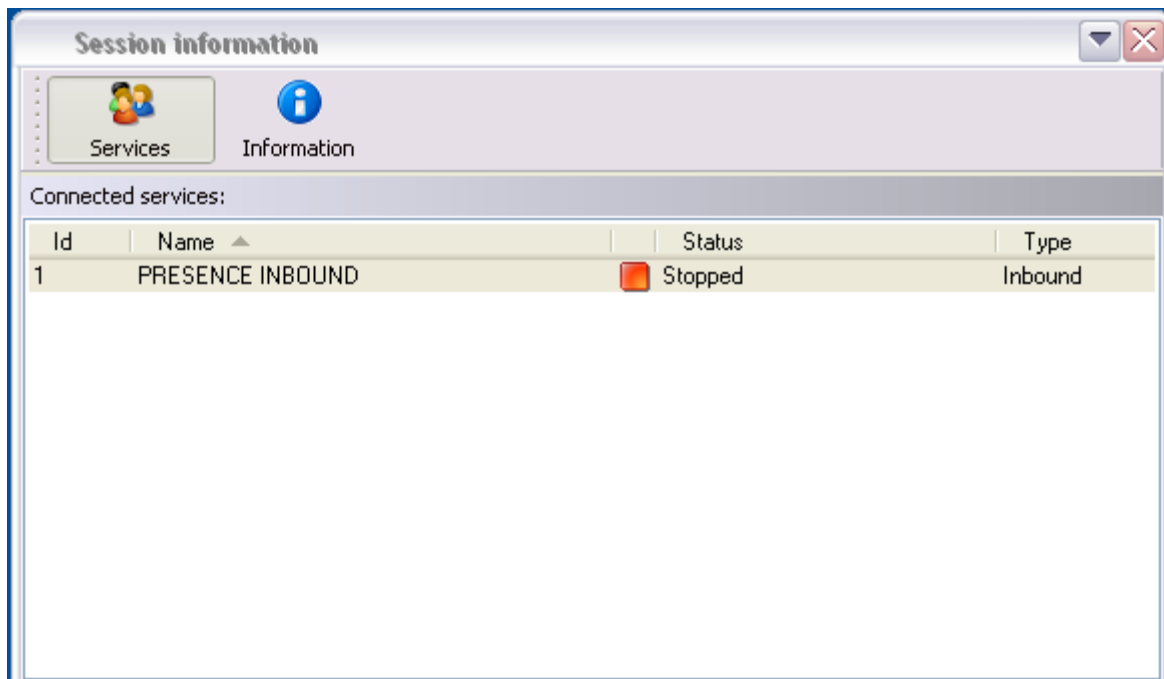 Session information
Services Information
Connected services:
Id Name Status Type
1 PRESENCE INBOUND Stopped Inbound